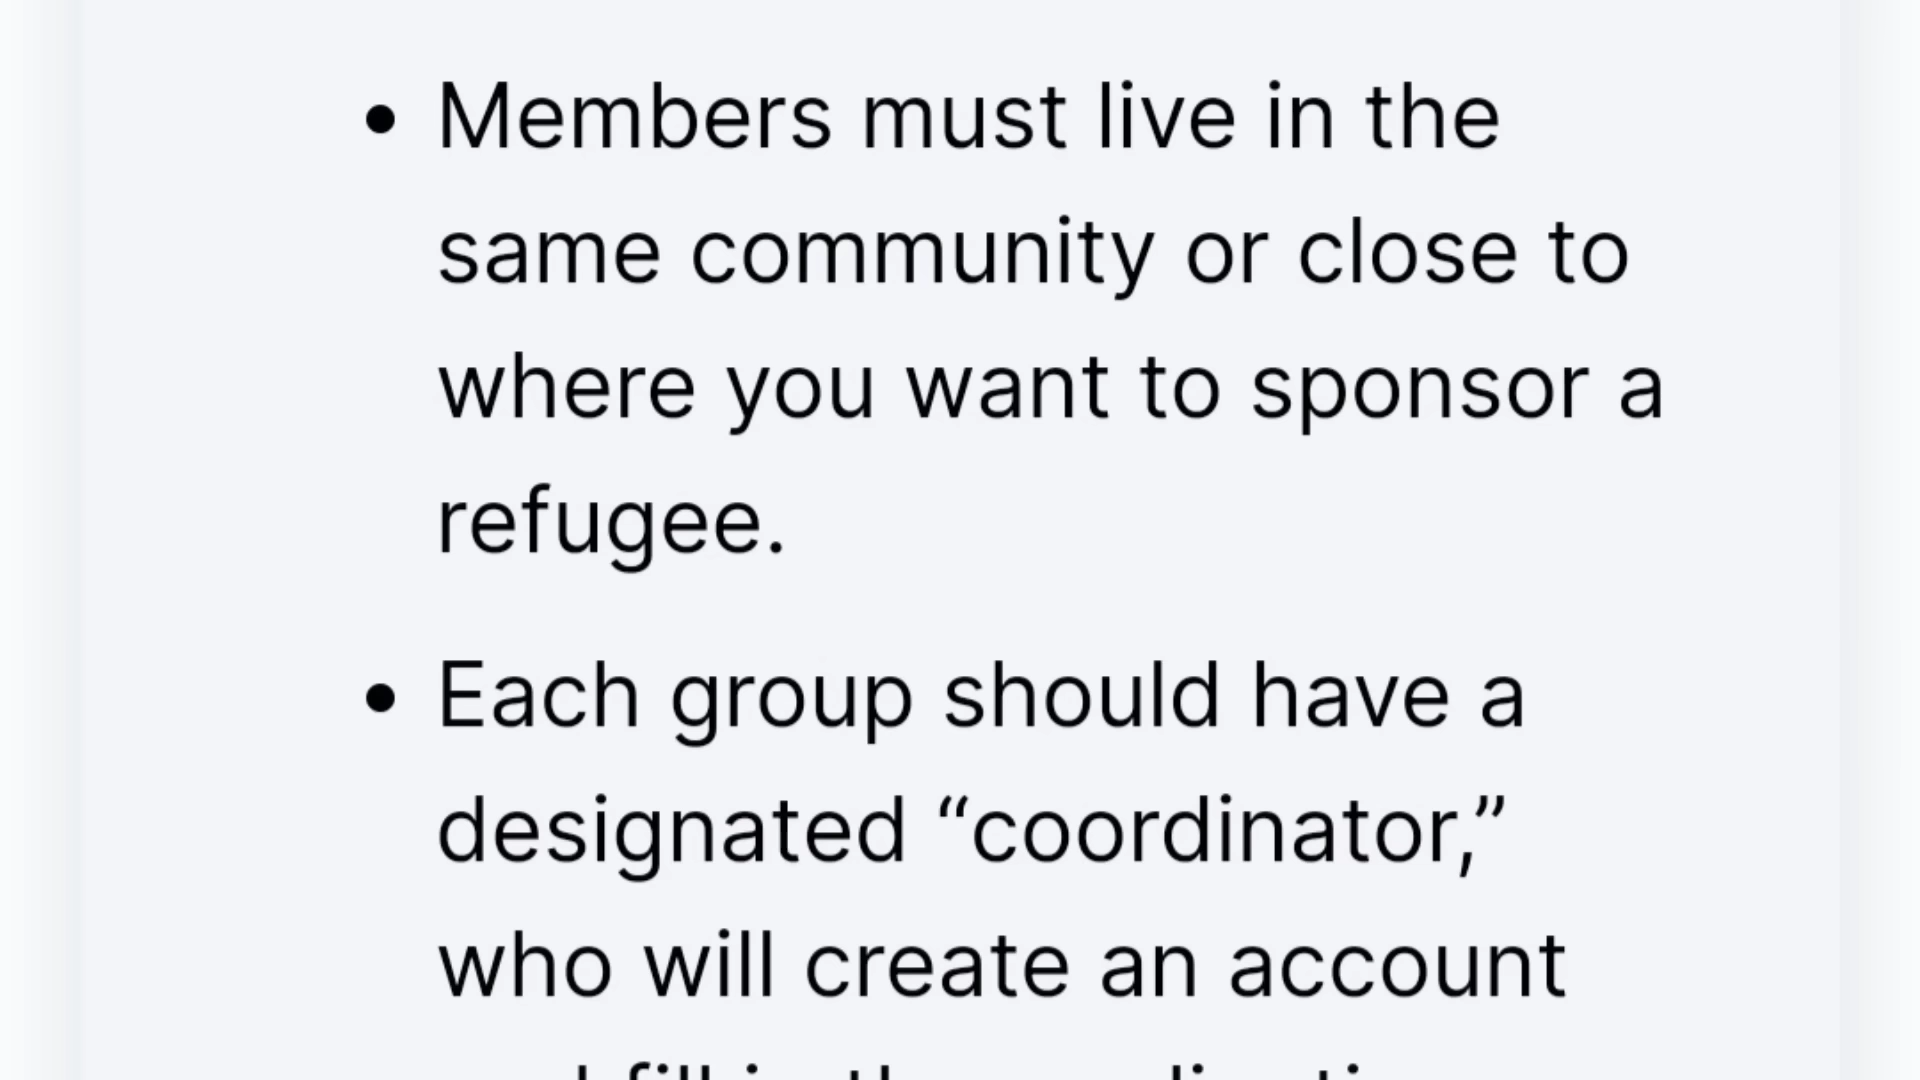 • Members must live in the
same community or close to
where you want to sponsor a
refugee.
• Each group should have a
designated “coordinator,”
who will create an account